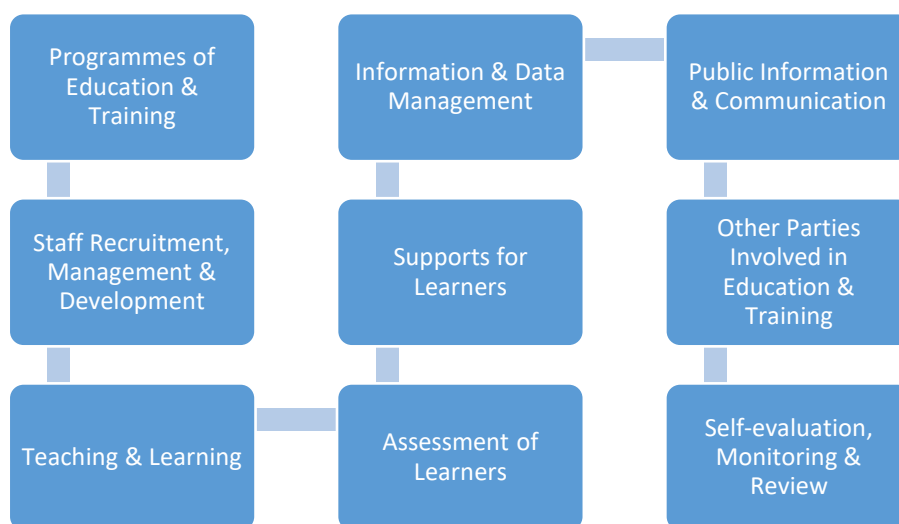 Programmes of
Education &
Training
Staff Recruitment,
Management &
Development
Teaching & Learning
Assessment of
Learners
Supports for
Learners
Information & Data
Management
Public Information
& Communication
Other Parties
Involved in
Education &
Training
Self-evaluation,
Monitoring &
Review